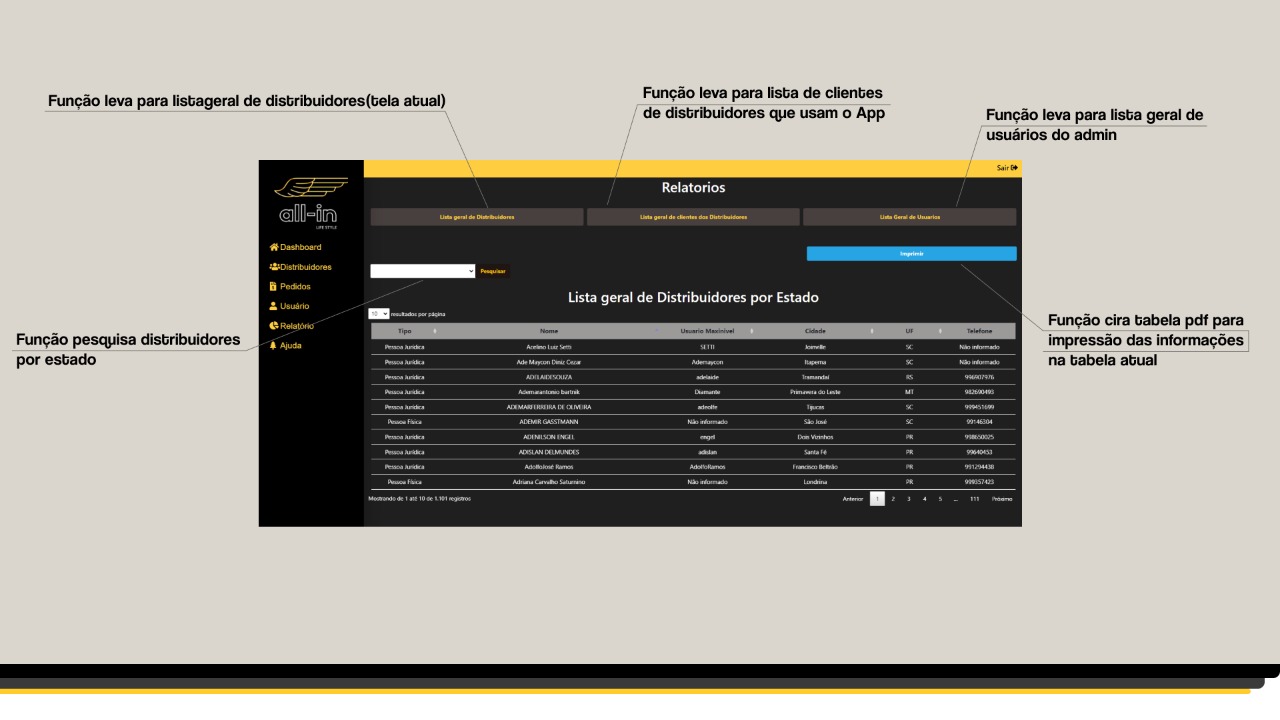 Função leva para listageral de distribuidores(tela atual)
Função leva para lista de clientes
de distribuidores que usam o App
Função leva para lista geral de
usuários do admin
Sair
all-in
LIFE STYLE
Relatorios
Lista geral de Distribuidores
Lista geral de clientes dos Distribuidores
Lista Geral de Usuarios
Dashboard
Distribuidores
Pedidos
Usuário
Relatório
Ajuda
Imprimir
Pesquisar
Função pesquisa distribuidores
por estado
Função cira tabela pdf para
impressão das informações
na tabela atual
Lista geral de Distribuidores por Estado
10 resultados por página
Tipo Nome Usuario Maxinivel Cidade UF Telefone
Pessoa Jurídica Acelino Luiz Setti SETTI Joinville SC Não informado
Pessoa Jurídica Ade Maycon Diniz Cezar Ademaycon Itapema SC Não informado
Pessoa Jurídica ADELAIDESOUZA adelaide Tramandaí RS 996907976
Pessoa Jurídica Ademarantonio bartnik Diamante Primavera do Leste MT 982690493
Pessoa Jurídica ADEMARFERREIRA DE OLIVEIRA adeolfe Tijucas SC 999451699
Pessoa Física ADEMIR GASSTMANN Não informado São José SC 99146304
Pessoa Jurídica ADENILSON ENGEL engel Dois Vizinhos PR 998650025
Pessoa Jurídica ADISLAN DELMUNDES adislan Santa Fé PR 99640453
Pessoa Jurídica AdolfoJosé Ramos AdolfoRamos Francisco Beltrão PR 991294438
Pessoa Física Adriana Carvalho Saturnino Não informado Londrina PR 999357423
Mostrando de 1 até 10 de 1.101 registros
Anterior 1 2 3 4 5 ... 111 Próximo